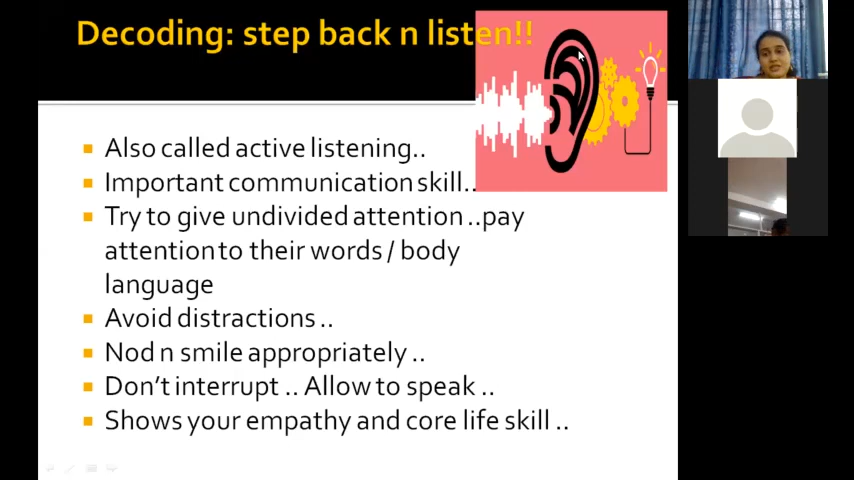 Decoding: step back n listen!!
Also called active listening..
Important communication skill..
Try to give undivided attention ..pay
attention to their words / body
language
Avoid distractions ..
Nod n smile appropriately ..
Don't interrupt .. Allow to speak ..
Shows your empathy and core life skill ..